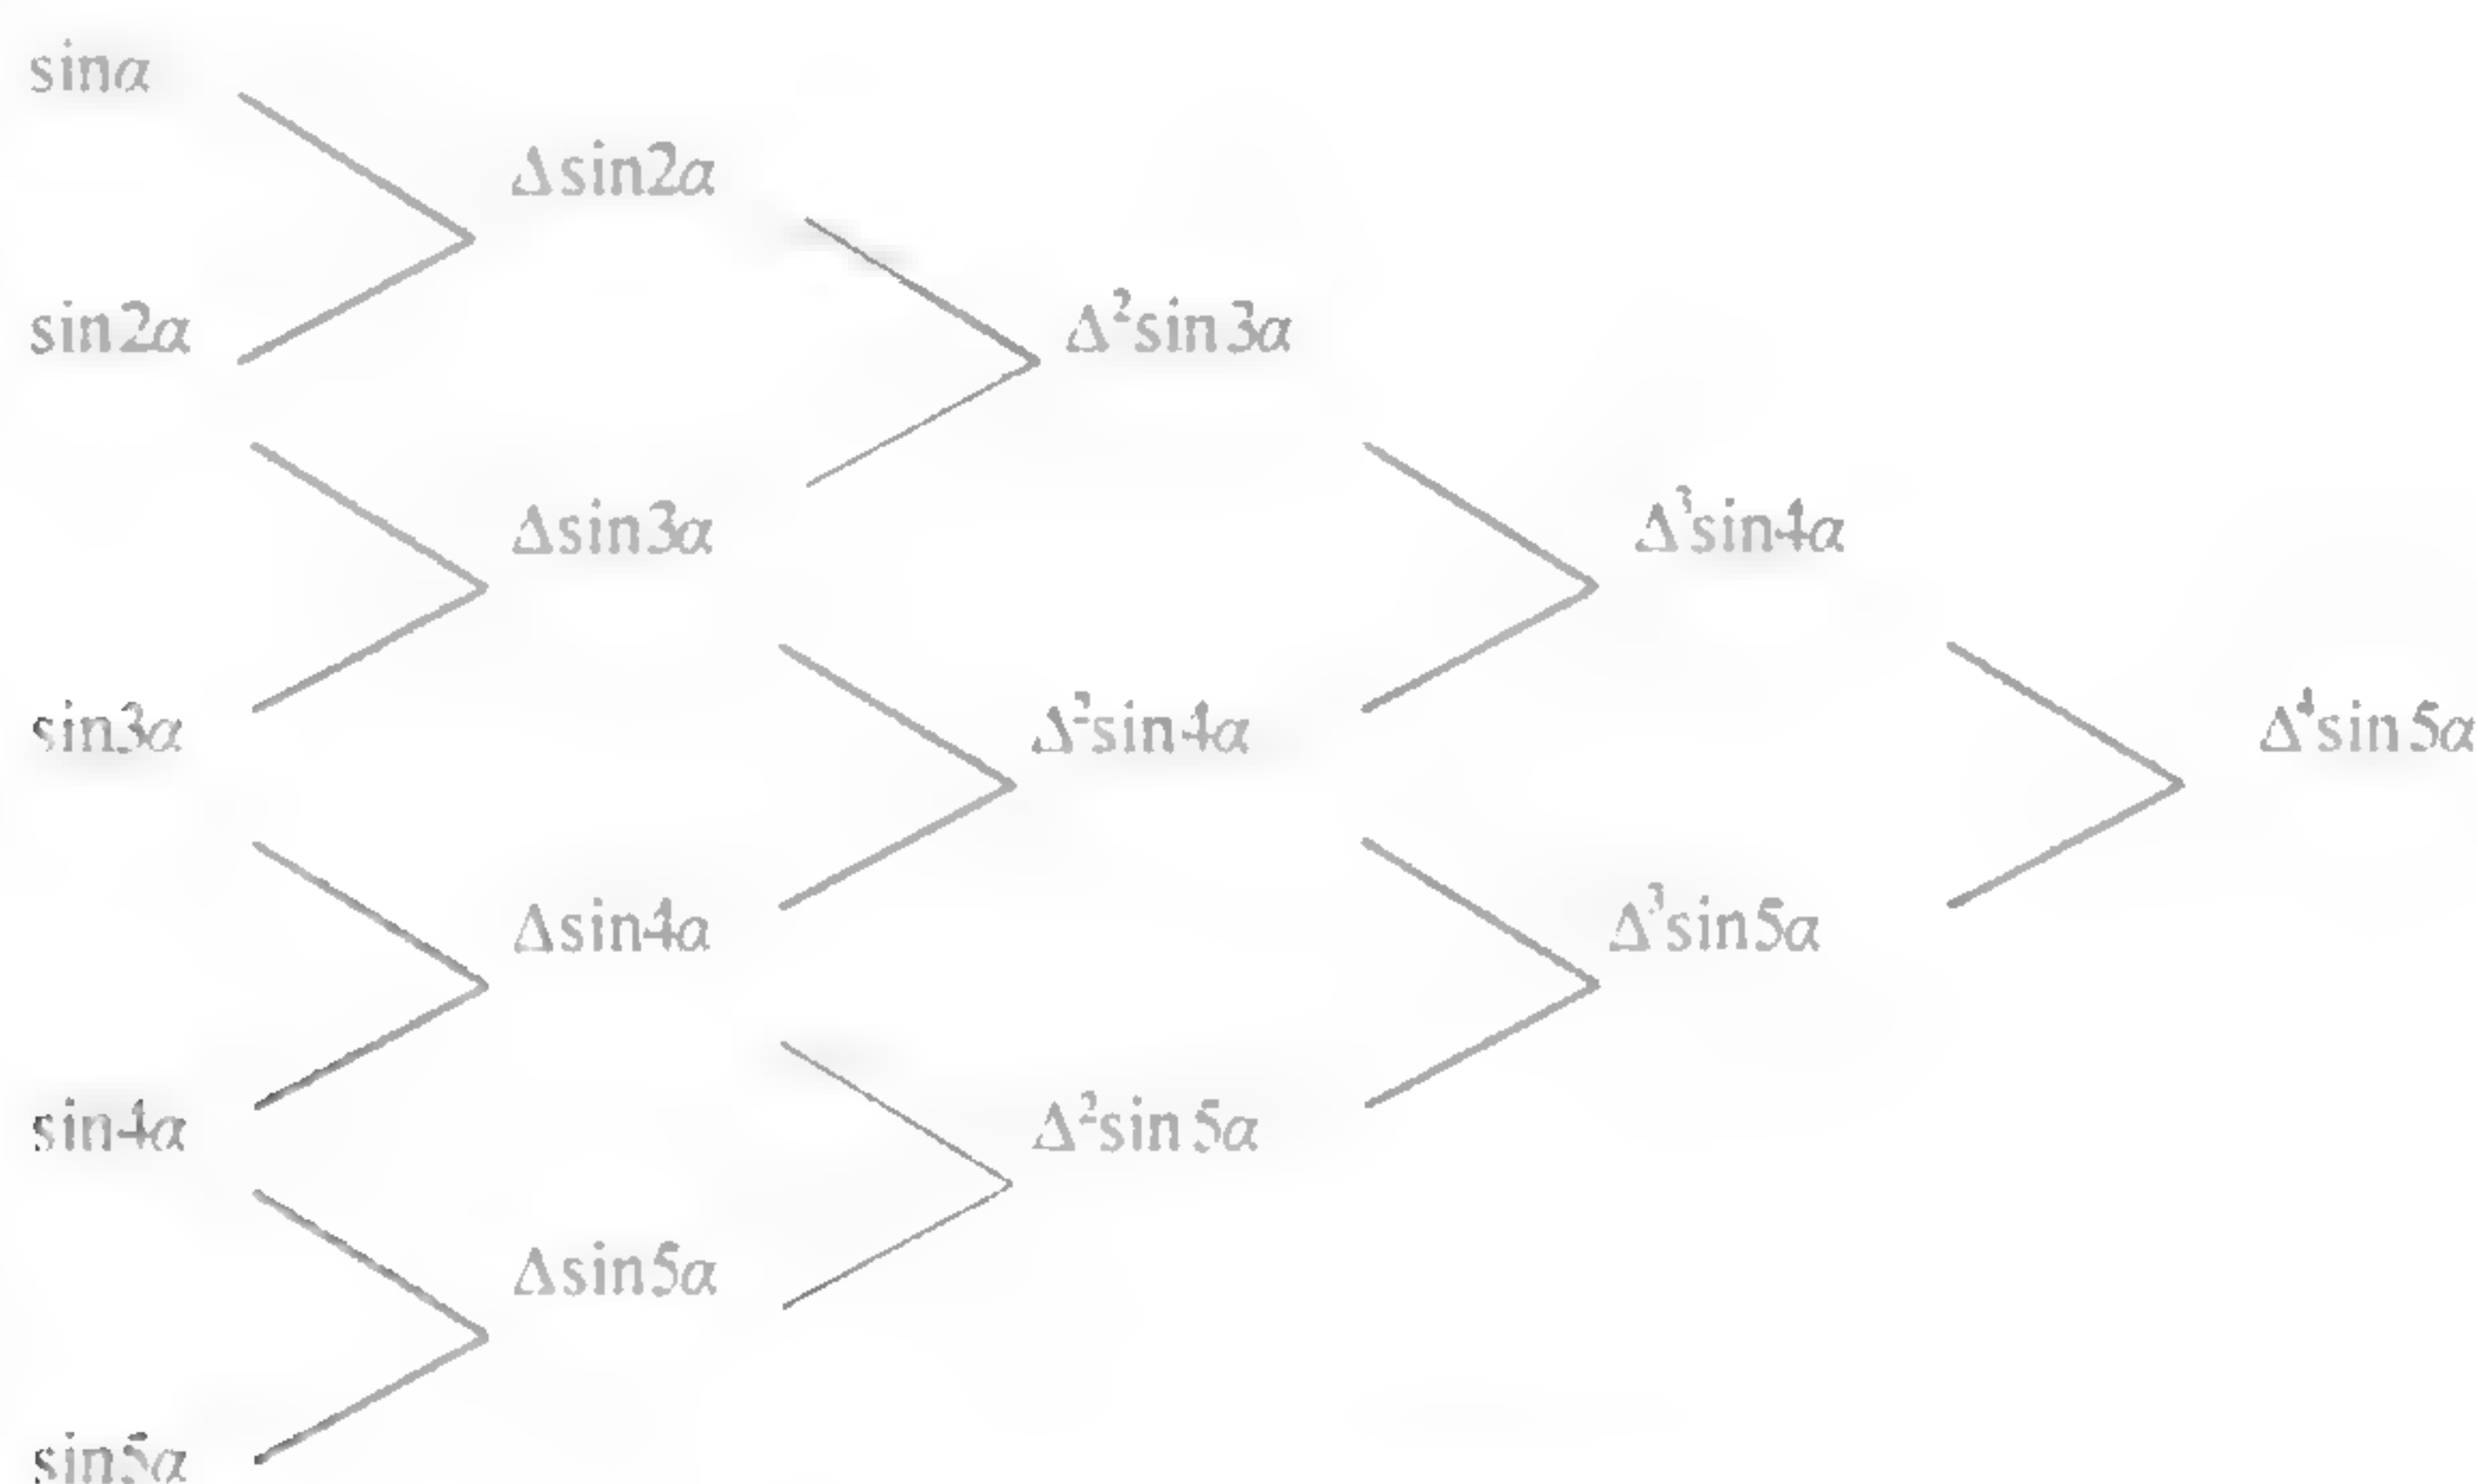 sinα
Δsin2α
sin2α
Δ²sin3α
Δsin3α
Δ³sin4α
sin3α
Δ²sin4α
Δ⁴sin5α
Δsin4α
Δ³sin5α
sin4α
Δ²sin5α
Δsin5α
sin5α